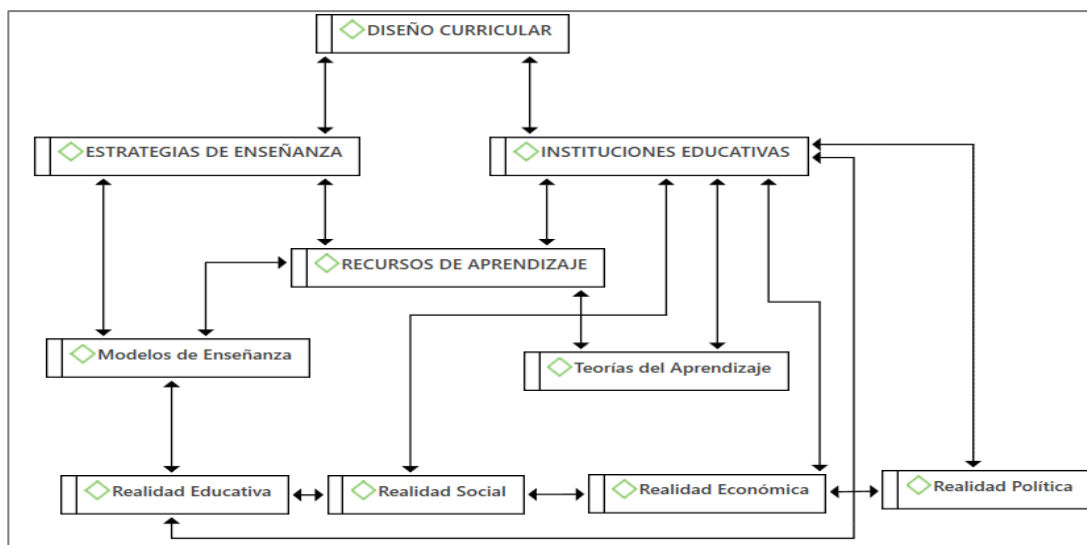 DISEÑO CURRICULAR
ESTRATEGIAS DE ENSEÑANZA
INSTITUCIONES EDUCATIVAS
RECURSOS DE APRENDIZAJE
Modelos de Enseñanza
Teorías del Aprendizaje
Realidad Educativa
Realidad Social
Realidad Económica
Realidad Política